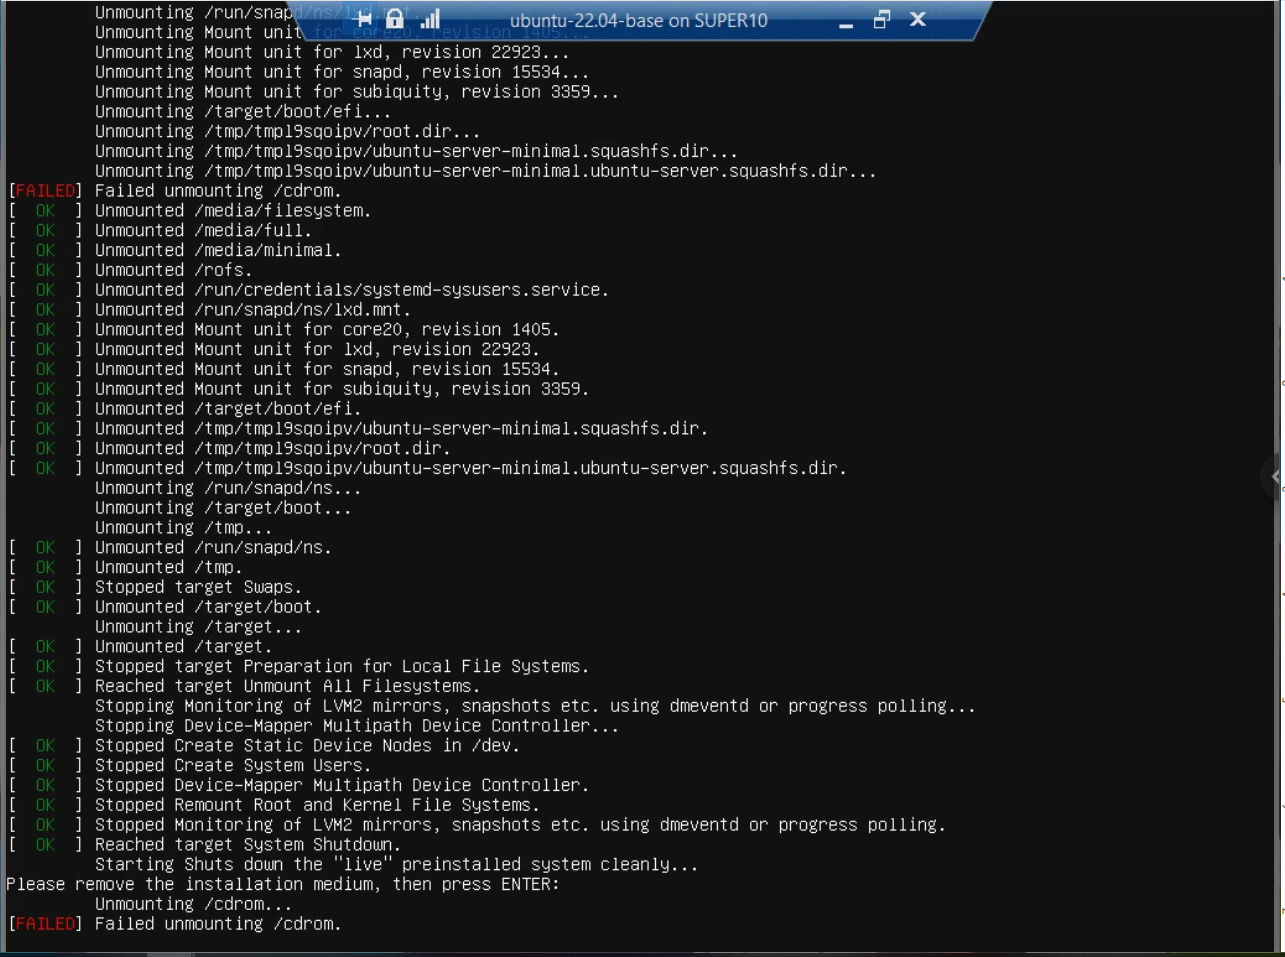 Unmounting /run/snapd/ns/lxd.mnt...
ubuntu-22.04-base on SUPER10
Unmounting Mount unit for core20, revision 1405...
Unmounting Mount unit for lxd, revision 22923...
Unmounting Mount unit for snapd, revision 15534...
Unmounting Mount unit for subiquity, revision 3359...
Unmounting /target/boot/efi...
Unmounting /tmp/tmpl9sqoipv/root.dir...
Unmounting /tmp/tmpl9sqoipv/ubuntu-server-minimal.squashfs.dir...
Unmounting /tmp/tmpl9sqoipv/ubuntu-server-minimal.ubuntu-server.squashfs.dir...
[FAILED] Failed unmounting /cdrom.
[  OK  ] Unmounted /media/filesystem.
[  OK  ] Unmounted /media/full.
[  OK  ] Unmounted /media/minimal.
[  OK  ] Unmounted /rofs.
[  OK  ] Unmounted /run/credentials/systemd-sysusers.service.
[  OK  ] Unmounted /run/snapd/ns/lxd.mnt.
[  OK  ] Unmounted Mount unit for core20, revision 1405.
[  OK  ] Unmounted Mount unit for lxd, revision 22923.
[  OK  ] Unmounted Mount unit for snapd, revision 15534.
[  OK  ] Unmounted Mount unit for subiquity, revision 3359.
[  OK  ] Unmounted /target/boot/efi.
[  OK  ] Unmounted /tmp/tmpl9sqoipv/ubuntu-server-minimal.squashfs.dir.
[  OK  ] Unmounted /tmp/tmpl9sqoipv/root.dir.
[  OK  ] Unmounted /tmp/tmpl9sqoipv/ubuntu-server-minimal.ubuntu-server.squashfs.dir.
Unmounting /run/snapd/ns...
Unmounting /target/boot...
Unmounting /tmp...
[  OK  ] Unmounted /run/snapd/ns.
[  OK  ] Unmounted /tmp.
[  OK  ] Stopped target Swaps.
[  OK  ] Unmounted /target/boot.
Unmounting /target...
[  OK  ] Unmounted /target.
[  OK  ] Stopped target Preparation for Local File Systems.
[  OK  ] Reached target Unmount All Filesystems.
Stopping Monitoring of LVM2 mirrors, snapshots etc. using dmeventd or progress polling...
Stopping Device-Mapper Multipath Device Controller...
[  OK  ] Stopped Create Static Device Nodes in /dev.
[  OK  ] Stopped Create System Users.
[  OK  ] Stopped Device-Mapper Multipath Device Controller.
[  OK  ] Stopped Remount Root and Kernel File Systems.
[  OK  ] Stopped Monitoring of LVM2 mirrors, snapshots etc. using dmeventd or progress polling.
[  OK  ] Reached target System Shutdown.
Starting Shuts down the "live" preinstalled system cleanly...
Please remove the installation medium, then press ENTER:
Unmounting /cdrom...
[FAILED] Failed unmounting /cdrom.